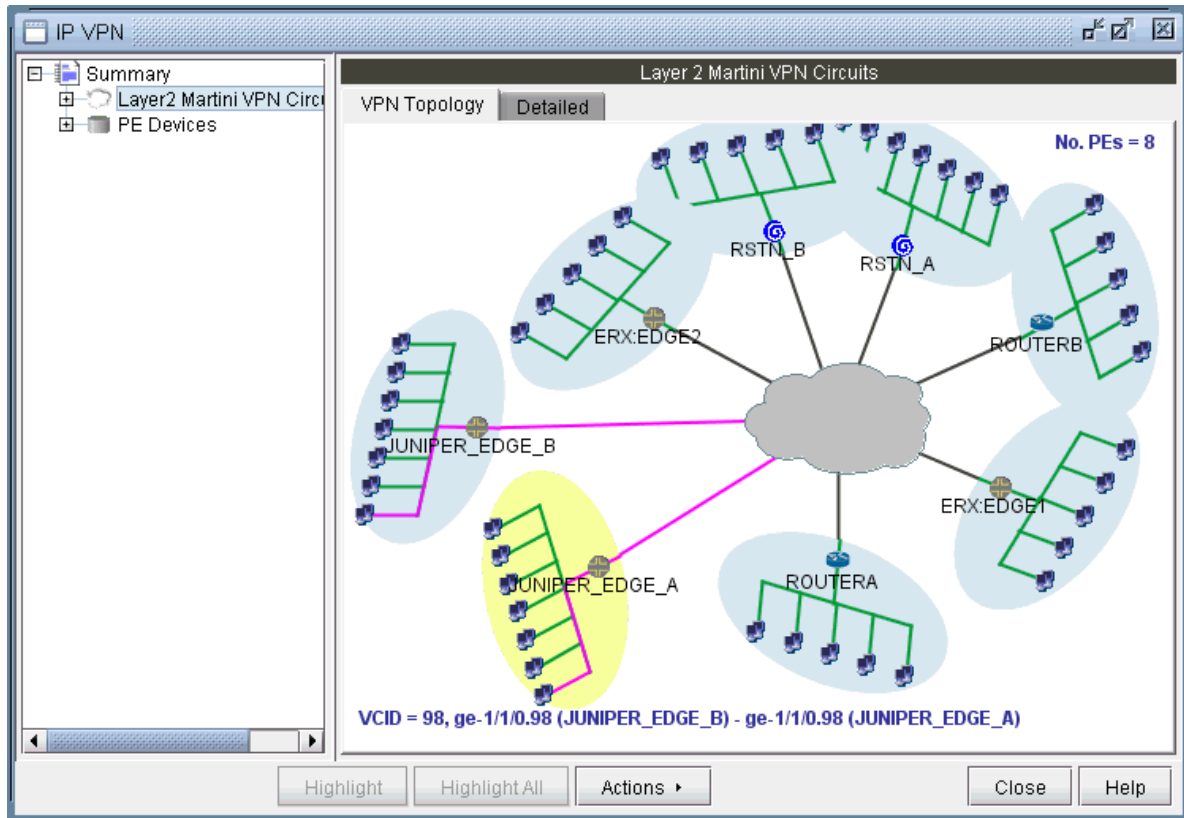 IP VPN
Summary
Layer2 Martini VPN Circu
PE Devices
Layer 2 Martini VPN Circuits
VPN Topology
Detailed
No. PEs = 8
RSTN_B
RSTN_A
ERX:EDGE2
ROUTERB
JUNIPER_EDGE_B
ERX:EDGE1
JUNIPER_EDGE_A
ROUTERA
VCID = 98, ge-1/1/0.98 (JUNIPER_EDGE_B) - ge-1/1/0.98 (JUNIPER_EDGE_A)
Highlight
Highlight All
Actions
Close
Help